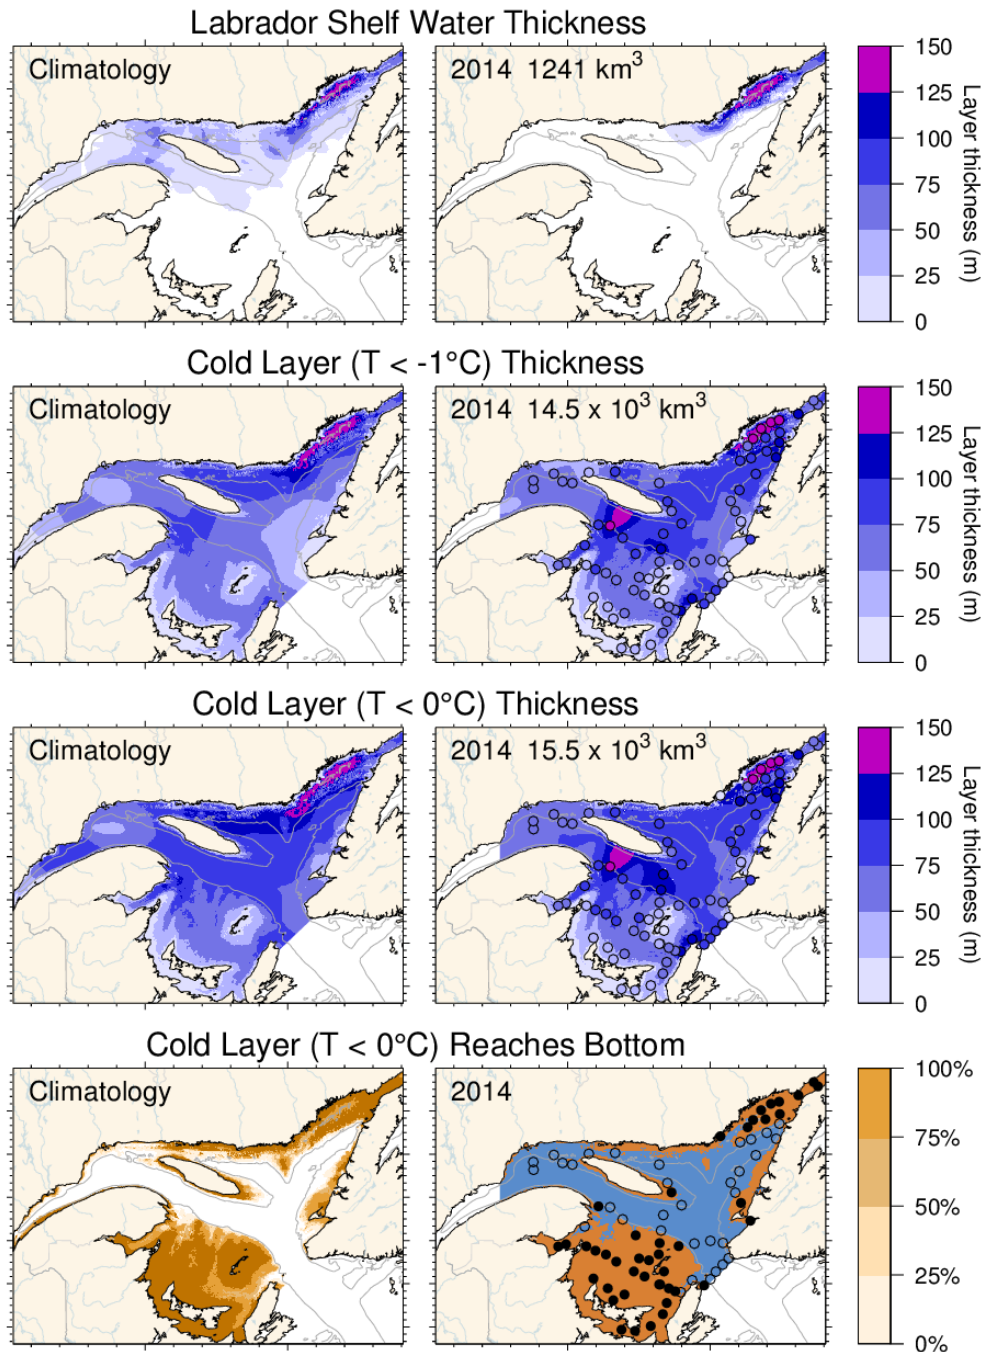 Labrador Shelf Water Thickness
Climatology
2014 1241 km³
150
125
100
75
50
25
0
Layer thickness (m)
Cold Layer (T < -1°C) Thickness
Climatology
2014 14.5 x 10³ km³
150
125
100
75
50
25
0
Layer thickness (m)
Cold Layer (T < 0°C) Thickness
Climatology
2014 15.5 x 10³ km³
150
125
100
75
50
25
0
Layer thickness (m)
Cold Layer (T < 0°C) Reaches Bottom
Climatology
2014
100%
75%
50%
25%
0%